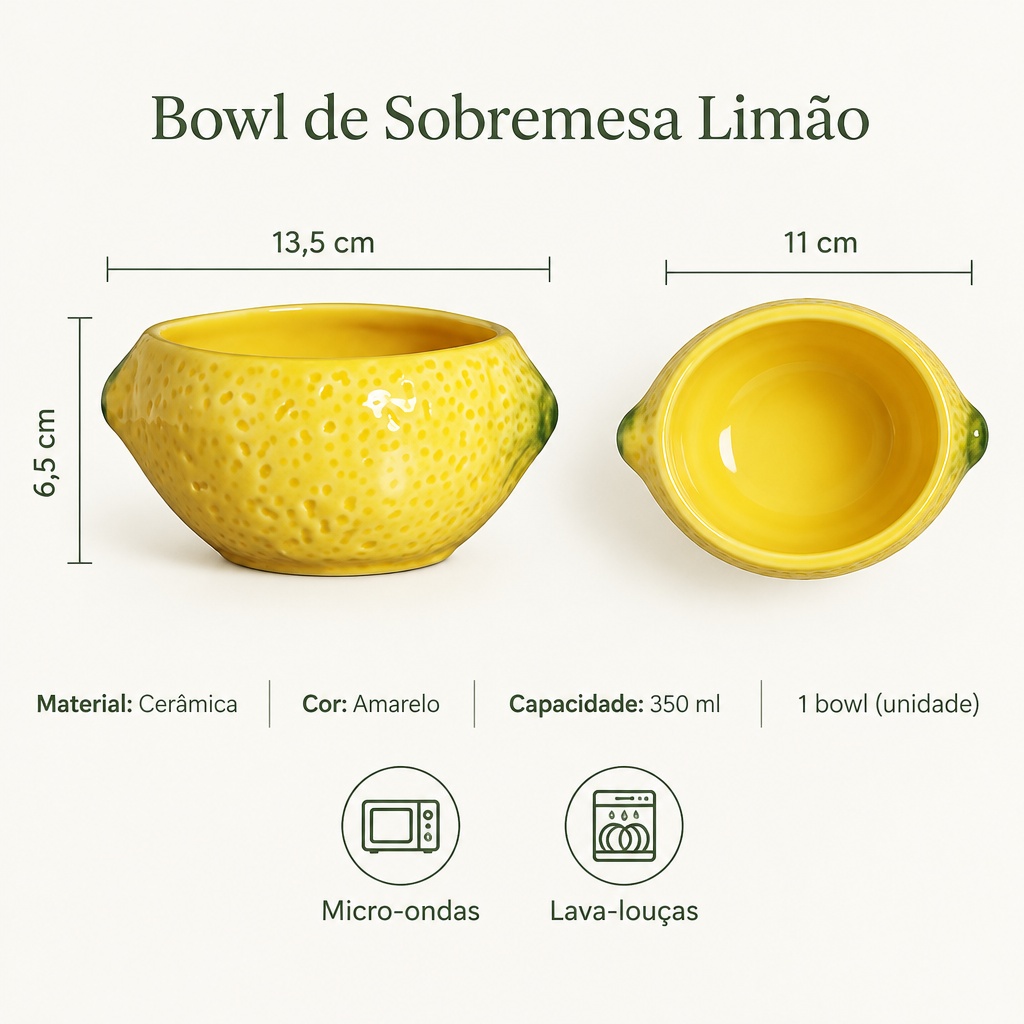 Bowl de Sobremesa Limão
13,5 cm
11 cm
6,5 cm
Material: Cerâmica
Cor: Amarelo
Capacidade: 350 ml
1 bowl (unidade)
Micro-ondas
Lava-louças